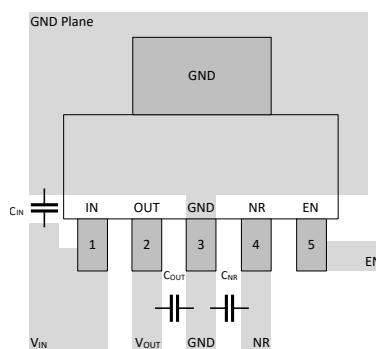 GND Plane
GND
IN OUT GND NR EN
CIN
1 2 3 4 5
COUT CNR
EN
VIN VOUT GND NR